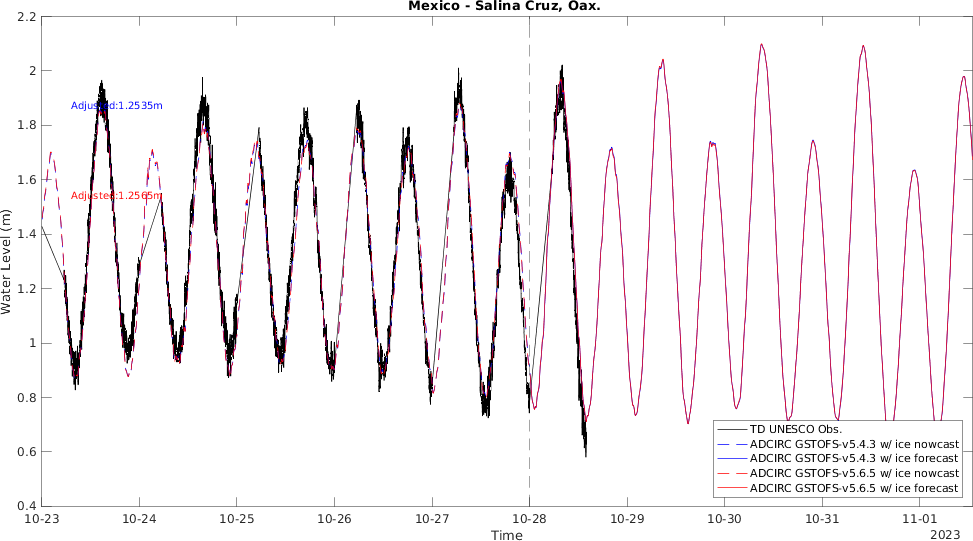 Mexico - Salina Cruz, Oax.
2.2
2
1.8
1.6
1.4
1.2
1
0.8
0.6
0.4
Water Level (m)
Adjusted:1.2535m
Adjusted:1.2565m
TD UNESCO Obs.
ADCIRC GSTOFS-v5.4.3 w/ ice nowcast
ADCIRC GSTOFS-v5.4.3 w/ ice forecast
ADCIRC GSTOFS-v5.6.5 w/ ice nowcast
ADCIRC GSTOFS-v5.6.5 w/ ice forecast
10-23 10-24 10-25 10-26 10-27 10-28 10-29 10-30 10-31 11-01
Time
2023